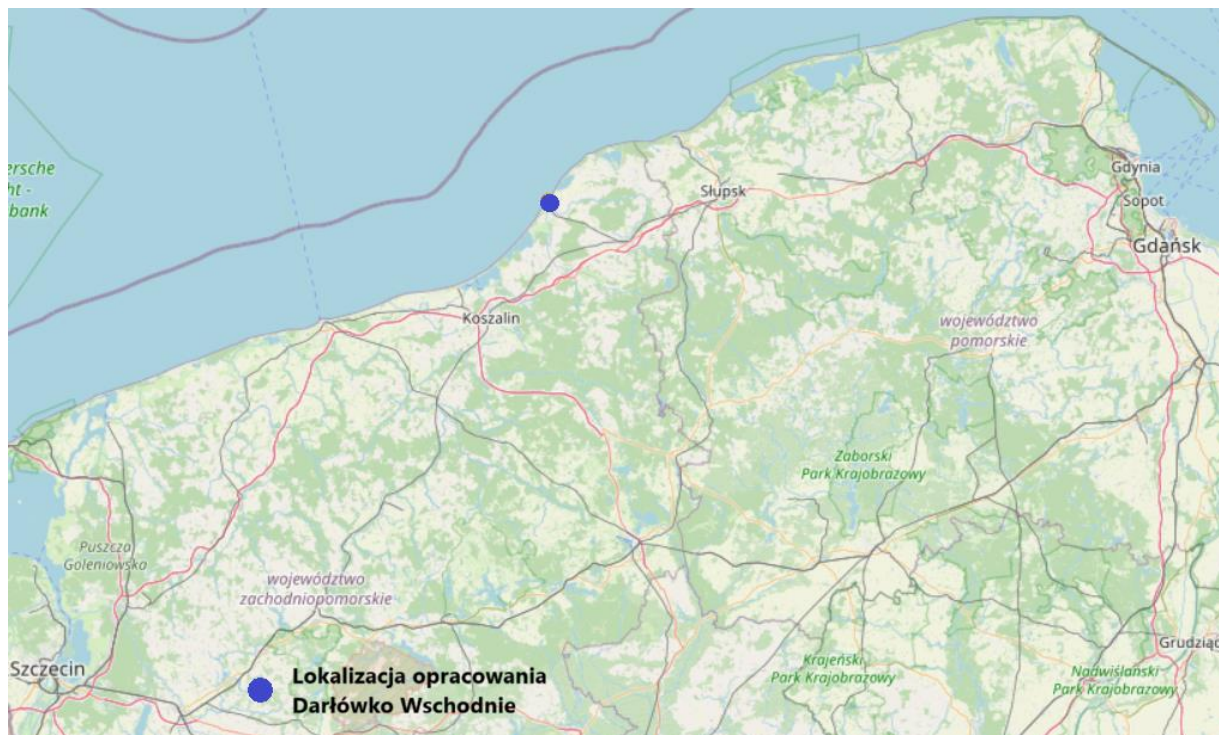 ersche
ht -
bank
Gdynia
Słupsk
Sopot
Gdańsk
Koszalin
województwo
pomorskie
Zaborski
Park Krajobrazowy
Puszcza
Goleniowska
województwo
zachodniopomorskie
Grudziąd
Szczecin
Krajeński
Park Krajobrazowy
Nadwiślański
Park Krajobrazowy
Lokalizacja opracowania
Darłówko Wschodnie